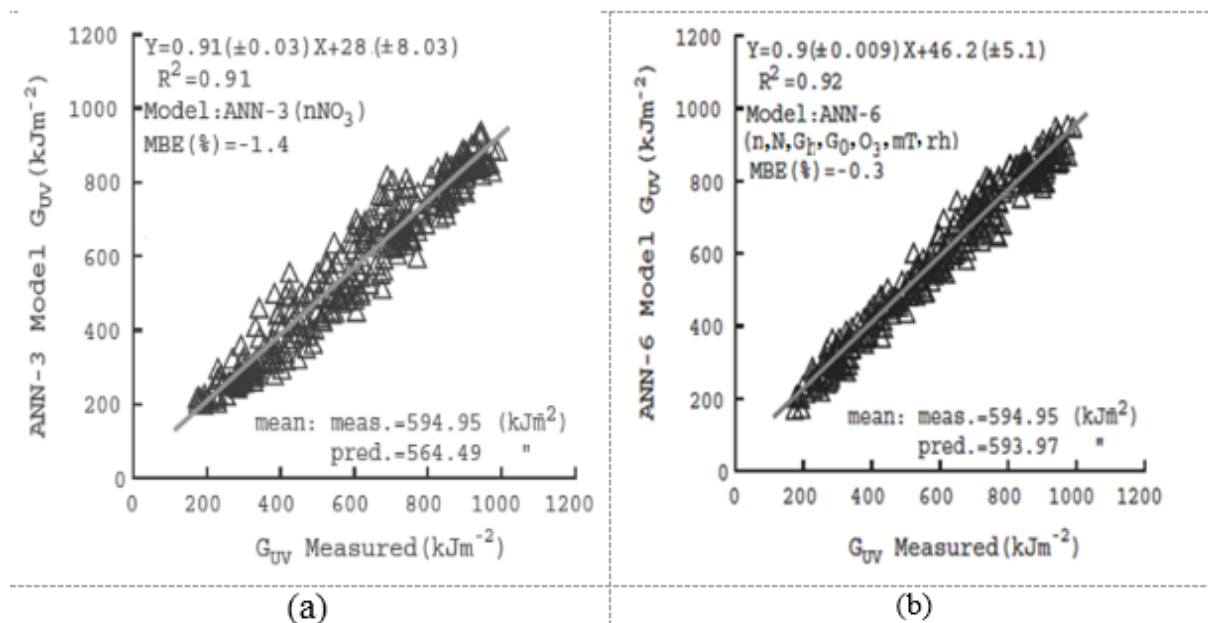 1200
Y=0.91(±0.03)X+28.(±8.03)
R²=0.91
1000
Model:ANN-3(nNO₃)
MBE(%)=-1.4
800
600
400
200
0
ANN-3 Model G_UV(kJm⁻²)
mean: meas.=594.95 (kJm̄²)
pred.=564.49 "
0 200 400 600 800 1000 1200
G_UV Measured(kJm⁻²)
(a)
1200
Y=0.9(±0.009)X+46.2(±5.1)
R²=0.92
1000
Model:ANN-6
(n,N,G_h,G₀,O₃,mT,rh)
MBE(%)=-0.3
800
600
400
200
0
ANN-6 Model G_UV(kJm⁻²)
mean: meas.=594.95 (kJm̄²)
pred.=593.97 "
0 200 400 600 800 1000 1200
G_UV Measured(kJm⁻²)
(b)